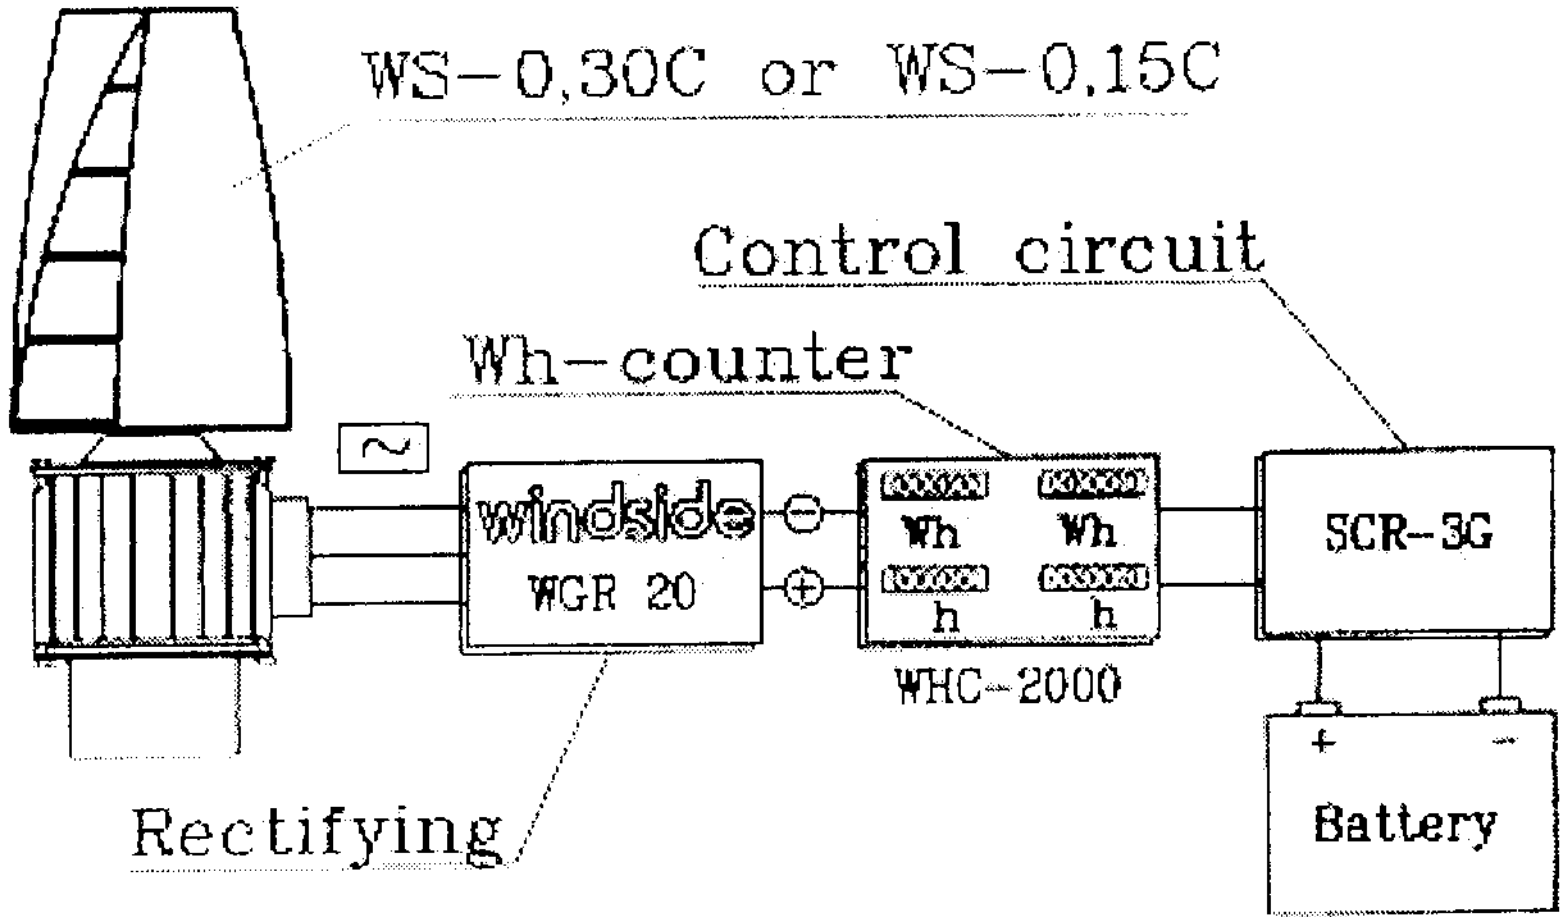 WS-0,30C or WS-0,15C
Control circuit
Wh-counter
~
windside
WGR 20
Wh Wh
h h
WHC-2000
SCR-3G
+ -
Battery
Rectifying
- 
+